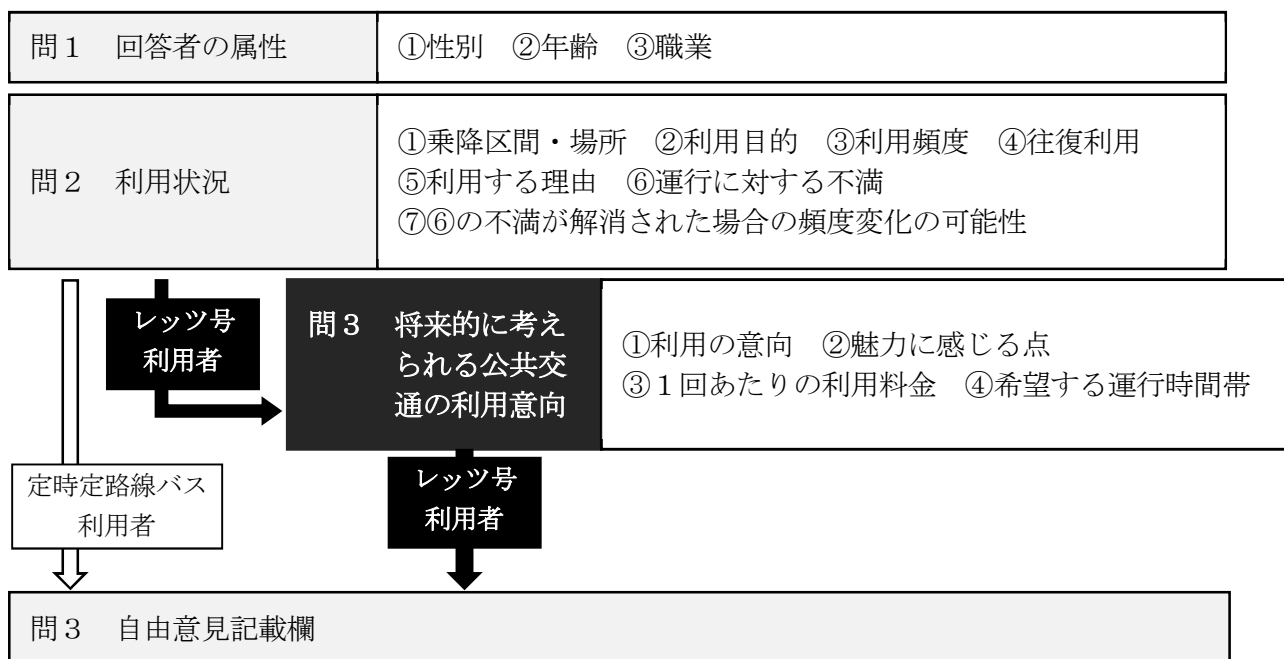 問１　回答者の属性
①性別　②年齢　③職業
問２　利用状況
①乗降区間・場所　②利用目的　③利用頻度　④往復利用
⑤利用する理由　⑥運行に対する不満
⑦⑥の不満が解消された場合の頻度変化の可能性
レッツ号
利用者
問３　将来的に考え
られる公共交
通の利用意向
①利用の意向　②魅力に感じる点
③１回あたりの利用料金　④希望する運行時間帯
定時定路線バス
利用者
レッツ号
利用者
問３　自由意見記載欄